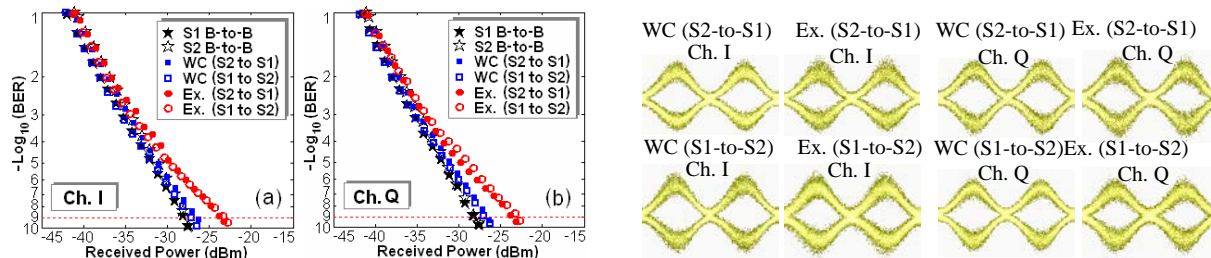 -Log10 (BER)
1
2
3
4
5
6
7
8
9
10
-45 -40 -35 -30 -25 -20 -15
Received Power (dBm)
S1 B-to-B
S2 B-to-B
WC (S2 to S1)
WC (S1 to S2)
Ex. (S2 to S1)
Ex. (S1 to S2)
Ch. I
(a)
-Log10 (BER)
1
2
3
4
5
6
7
8
9
10
-45 -40 -35 -30 -25 -20 -15
Received Power (dBm)
S1 B-to-B
S2 B-to-B
WC (S2 to S1)
WC (S1 to S2)
Ex. (S2 to S1)
Ex. (S1 to S2)
Ch. Q
(b)
WC (S2-to-S1)
Ch. I
Ex. (S2-to-S1)
Ch. I
WC (S2-to-S1)
Ch. Q
Ex. (S2-to-S1)
Ch. Q
WC (S1-to-S2)
Ch. I
Ex. (S1-to-S2)
Ch. I
WC (S1-to-S2)
Ch. Q
Ex. (S1-to-S2)
Ch. Q